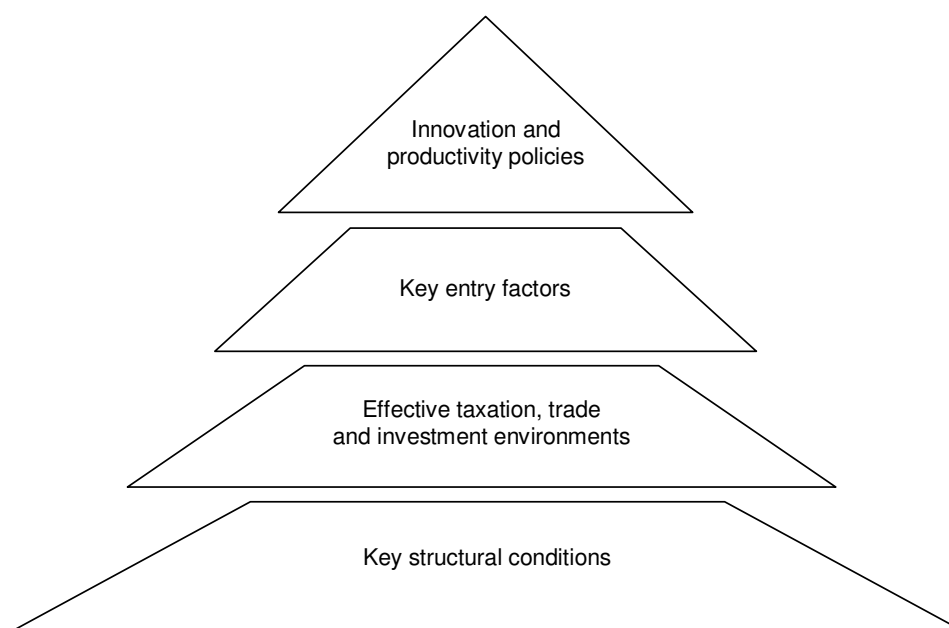 Innovation and
productivity policies
Key entry factors
Effective taxation, trade
and investment environments
Key structural conditions